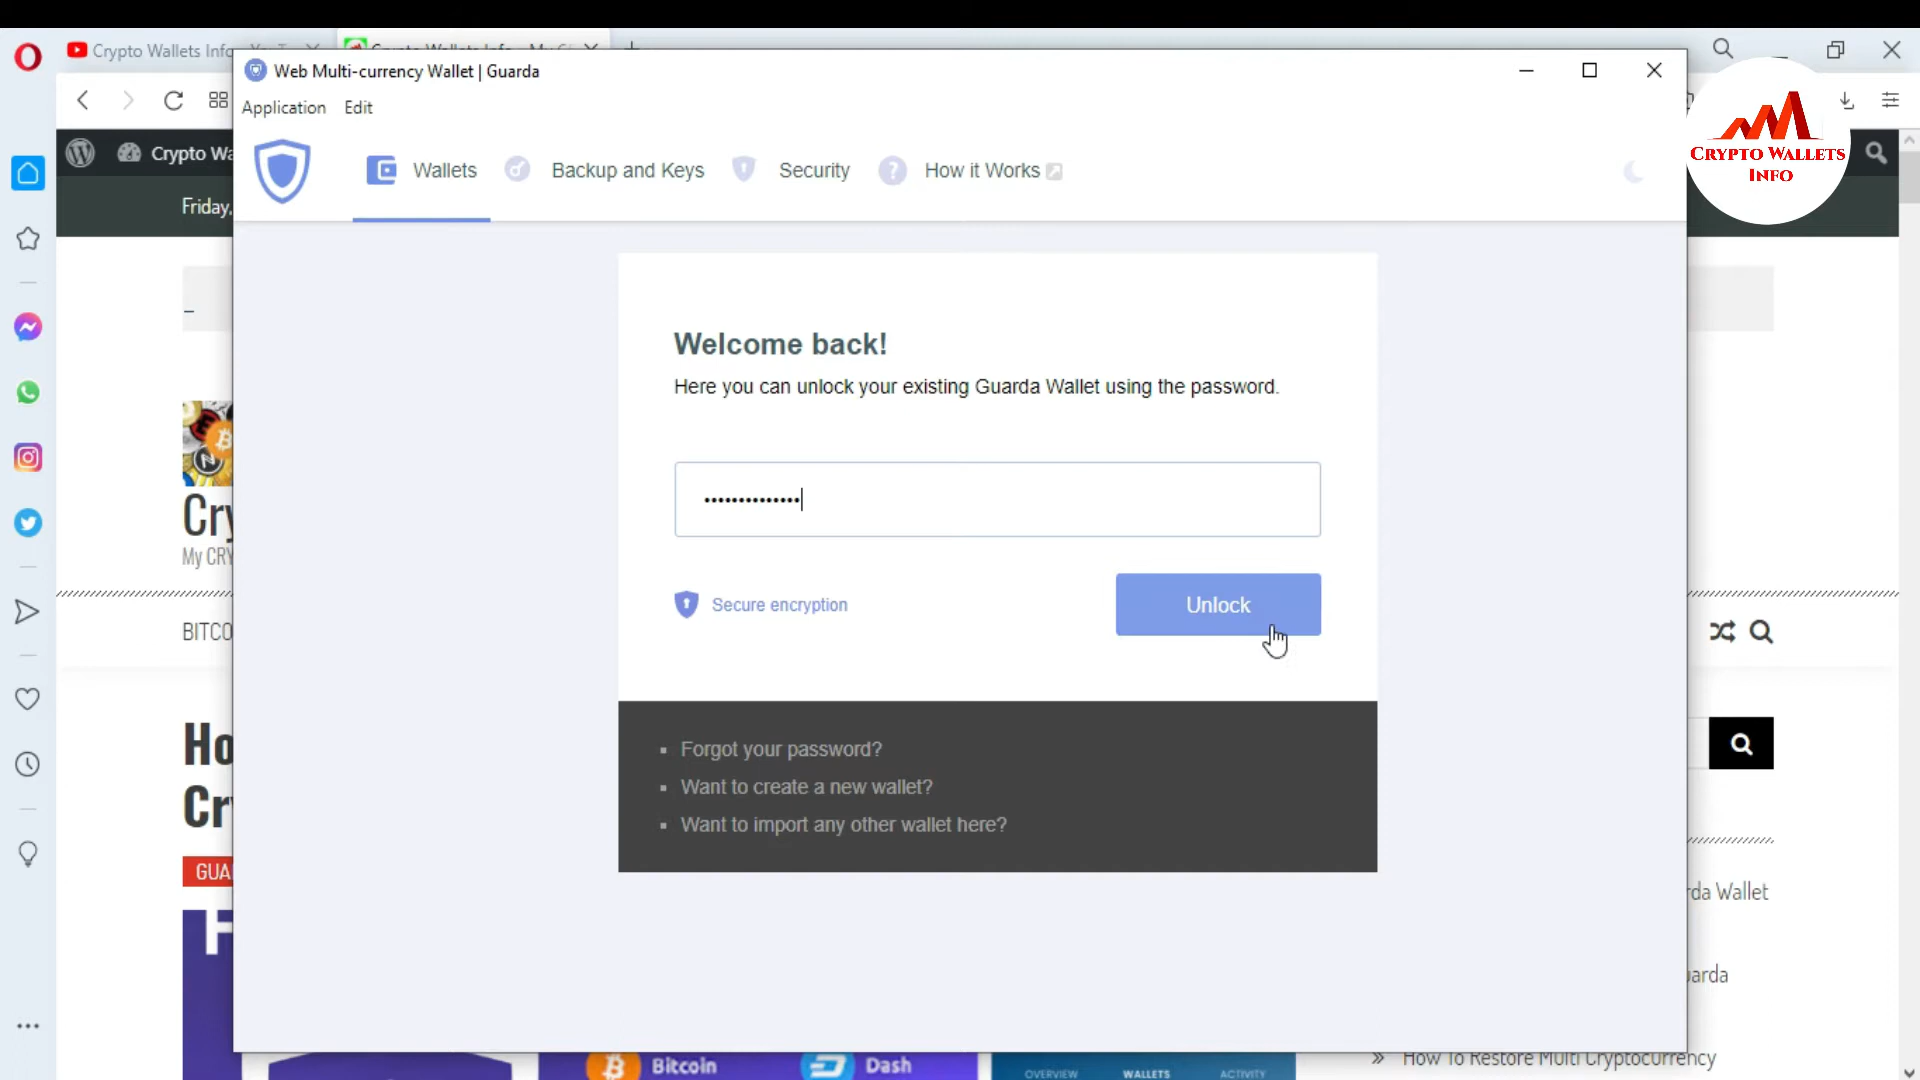 Crypto Wallets Info
Web Multi-currency Wallet | Guarda
Application Edit
Wallets Backup and Keys Security How it Works
CRYPTO WALLETS
INFO
Crypto Wa
Friday,
Welcome back!
Here you can unlock your existing Guarda Wallet using the password.
••••••••••••••
Secure encryption
Unlock
Cry
My CRY
BITCO
Forgot your password?
Want to create a new wallet?
Want to import any other wallet here?
Ho
Cr
GUA
rda Wallet
arda
F
Bitcoin
Dash
OVERVIEW WALLETS ACTIVITY
» How To Restore Multi Cryptocurrency